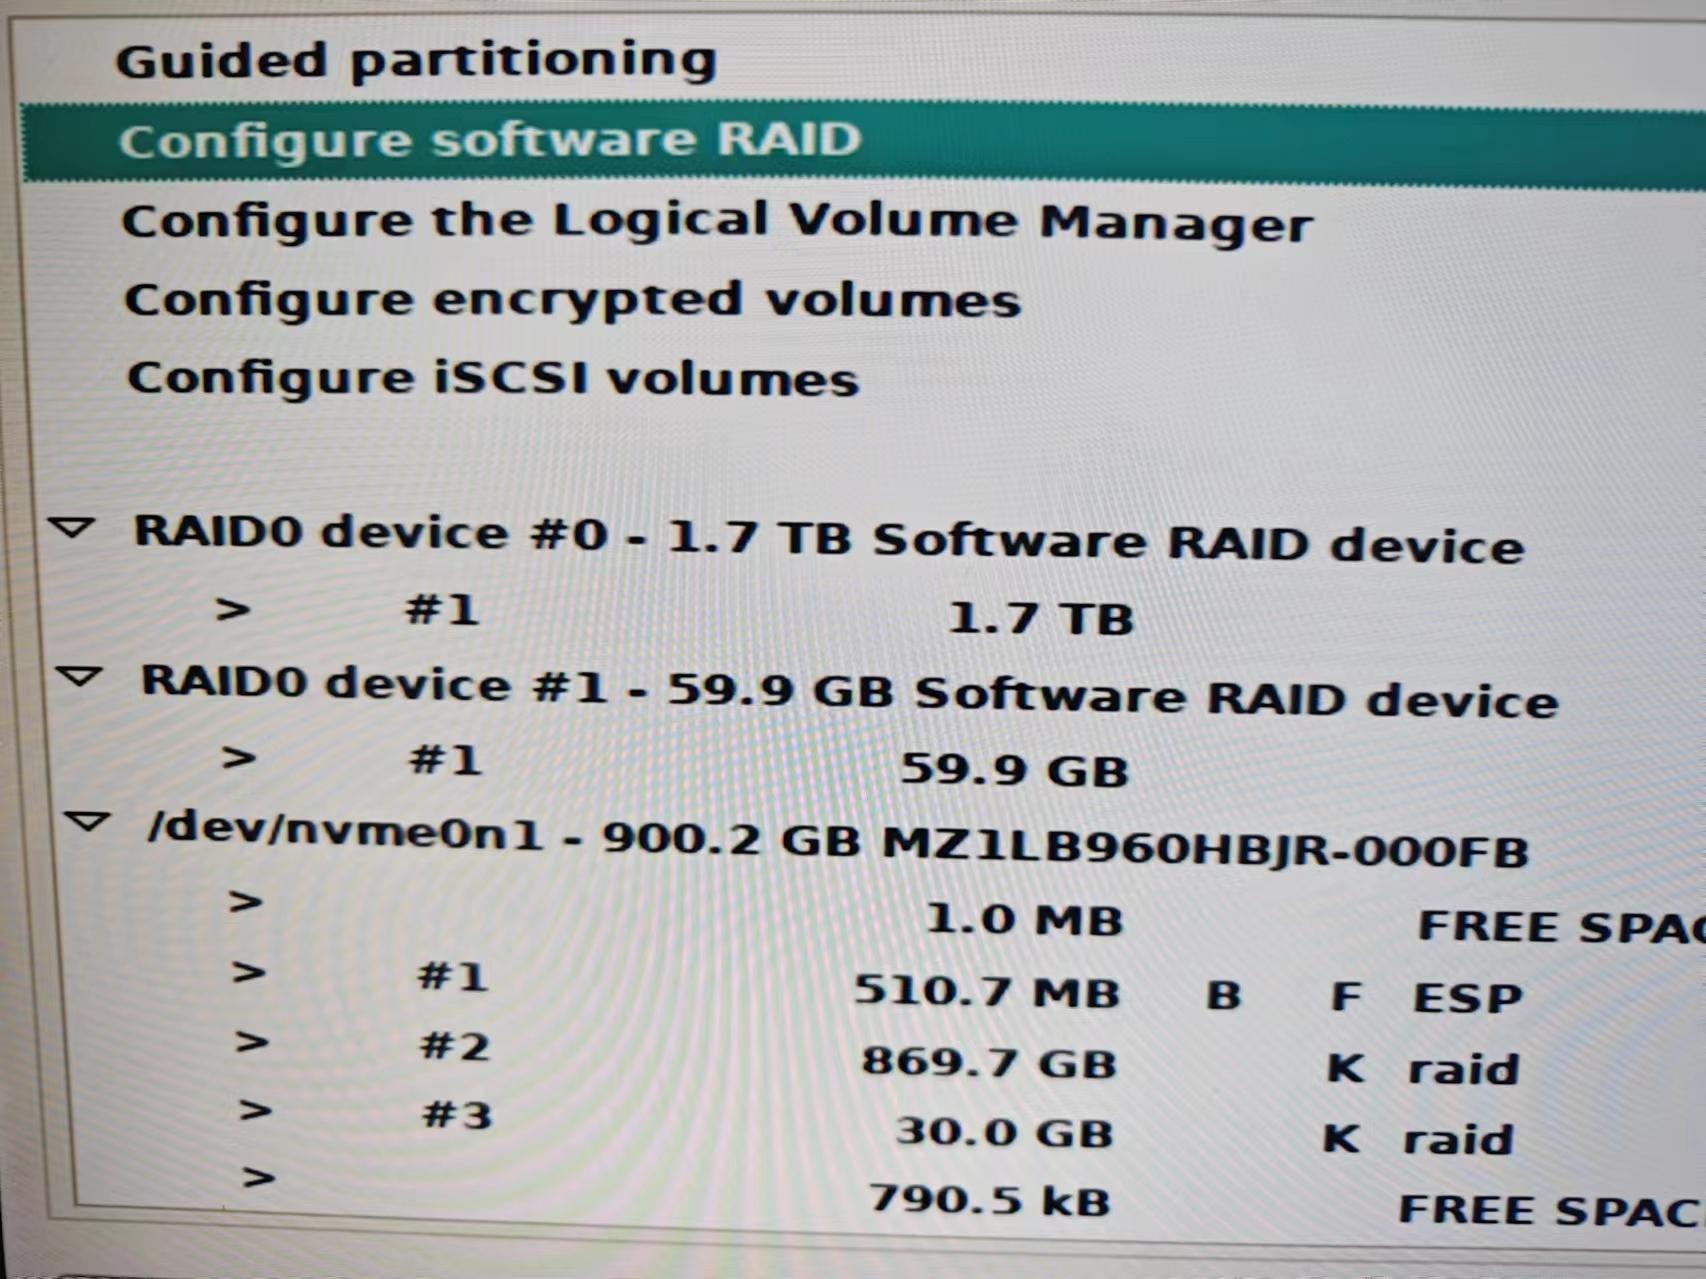 Guided partitioning
Configure software RAID
Configure the Logical Volume Manager
Configure encrypted volumes
Configure iSCSI volumes
RAID0 device #0 - 1.7 TB Software RAID device
> #1 1.7 TB
RAID0 device #1 - 59.9 GB Software RAID device
> #1 59.9 GB
/dev/nvme0n1 - 900.2 GB MZ1LB960HBJR-000FB
> 1.0 MB FREE SPAC
> #1 510.7 MB B F ESP
> #2 869.7 GB K raid
> #3 30.0 GB K raid
> 790.5 kB FREE SPAC